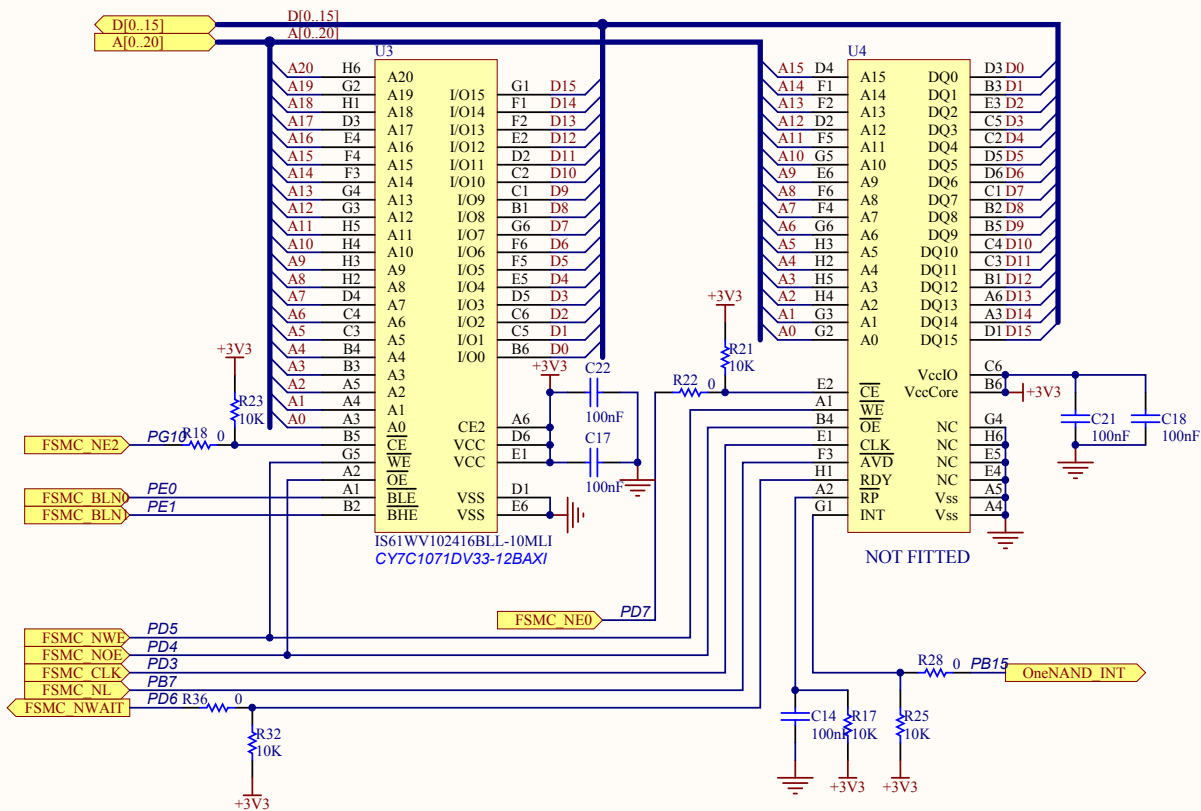 D[0..15]
A[0..20]
D[0..15]
A[0..20]
U3
A20 H6 A20
A19 G2 A19
A18 H1 A18
A17 D3 A17
A16 E4 A16
A15 F4 A15
A14 F3 A14
A13 G4 A13
A12 G3 A12
A11 H5 A11
A10 H4 A10
A9 H3 A9
A8 H2 A8
A7 D4 A7
A6 C4 A6
A5 C3 A5
A4 B4 A4
A3 B3 A3
A2 A5 A2
A1 A4 A1
A0 A3 A0
B5 CE
G5 WE
A2 OE
A1 BLE
B2 BHE
I/O15 G1 D15
I/O14 F1 D14
I/O13 F2 D13
I/O12 E2 D12
I/O11 D2 D11
I/O10 C2 D10
I/O9 C1 D9
I/O8 B1 D8
I/O7 G6 D7
I/O6 F6 D6
I/O5 F5 D5
I/O4 E5 D4
I/O3 D5 D3
I/O2 C6 D2
I/O1 C5 D1
I/O0 B6 D0
CE2 A6
VCC D6
VCC E1
VSS D1
VSS E6
IS61WV102416BLL-10MLI
CY7C1071DV33-12BAXI
+3V3
R23
10K
FSMC_NE2 PG10 R18 0
FSMC_BLN0 PE0
FSMC_BLN1 PE1
+3V3
C22
100nF
C17
100nF
U4
A15 D4 A15
A14 F1 A14
A13 F2 A13
A12 D2 A12
A11 F5 A11
A10 G5 A10
A9 E6 A9
A8 F6 A8
A7 F4 A7
A6 G6 A6
A5 H3 A5
A4 H2 A4
A3 H5 A3
A2 H4 A2
A1 G3 A1
A0 G2 A0
E2 CE
A1 WE
B4 OE
E1 CLK
F3 AVD
H1 RDY
A2 RP
G1 INT
DQ0 D3 D0
DQ1 B3 D1
DQ2 E3 D2
DQ3 C5 D3
DQ4 C2 D4
DQ5 D5 D5
DQ6 D6 D6
DQ7 C1 D7
DQ8 B2 D8
DQ9 B5 D9
DQ10 C4 D10
DQ11 C3 D11
DQ12 B1 D12
DQ13 A6 D13
DQ14 A3 D14
DQ15 D1 D15
VccIO C6
VccCore B6 +3V3
NC G4
NC H6
NC E5
NC E4
Vss A5
Vss A4
NOT FITTED
+3V3
R21
10K
R22 0
C21
100nF
C18
100nF
FSMC_NE0 PD7
FSMC_NWE PD5
FSMC_NOE PD4
FSMC_CLK PD3
FSMC_NL PB7
FSMC_NWAIT PD6 R36 0
R32
10K
+3V3
R28 0 PB15 OneNAND_INT
C14
100nF
R17
10K
+3V3
R25
10K
+3V3